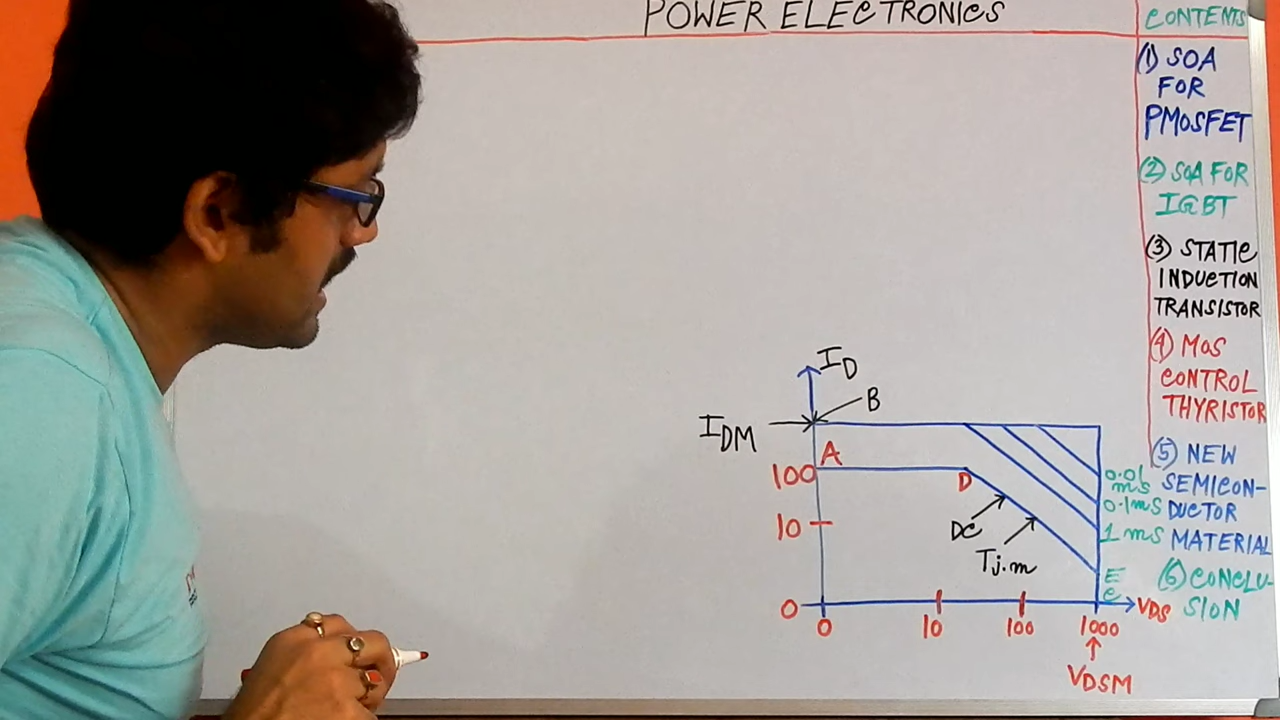 POWER ELECTRONICS
CONTENTS
(1) SOA
FOR
PMOSFET
(2) SOA FOR
IGBT
(3) STATIC
INDUCTION
TRANSISTOR
(4) MOS
CONTROL
THYRISTOR
(5) NEW
SEMICON-
DUCTOR
MATERIAL
(6) CONCLU-
SION
ID
B
IDM
A
100
D
10
DC
Tj.m
0.01
ms
0.1ms
1 ms
E
C
0
0
10
100
1000
VDS
VDSM